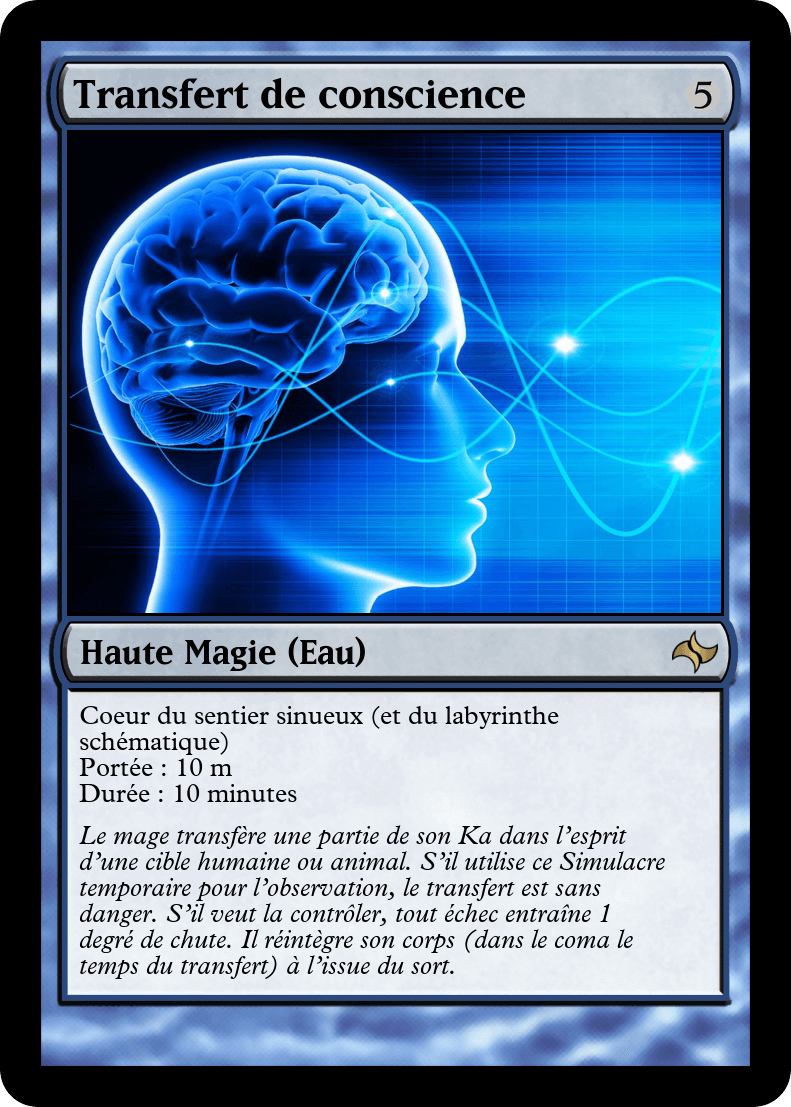 Transfert de conscience 5
Haute Magie (Eau)
Coeur du sentier sinueux (et du labyrinthe
schématique)
Portée : 10 m
Durée : 10 minutes
Le mage transfère une partie de son Ka dans l'esprit
d'une cible humaine ou animal. S'il utilise ce Simulacre
temporaire pour l'observation, le transfert est sans
danger. S'il veut la contrôler, tout échec entraîne 1
degré de chute. Il réintègre son corps (dans le coma le
temps du transfert) à l'issue du sort.